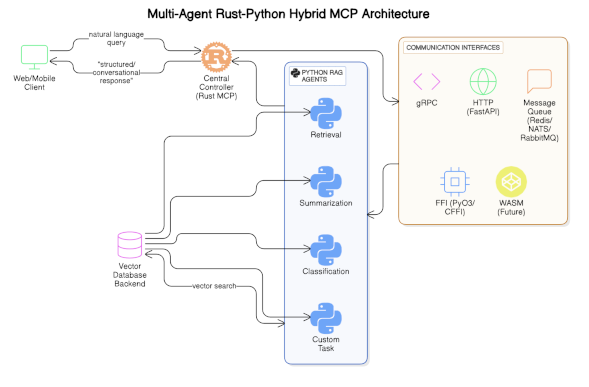 Multi-Agent Rust-Python Hybrid MCP Architecture
natural language
query
"structured/
conversational
response"
Web/Mobile
Client
Central
Controller
(Rust MCP)
PYTHON RAG
AGENTS
Retrieval
Summarization
Classification
Custom
Task
Vector
Database
Backend
vector search
COMMUNICATION INTERFACES
gRPC
HTTP
(FastAPI)
Message
Queue
(Redis/
NATS/
RabbitMQ)
FFI (PyO3/
CFFI)
WASM
(Future)